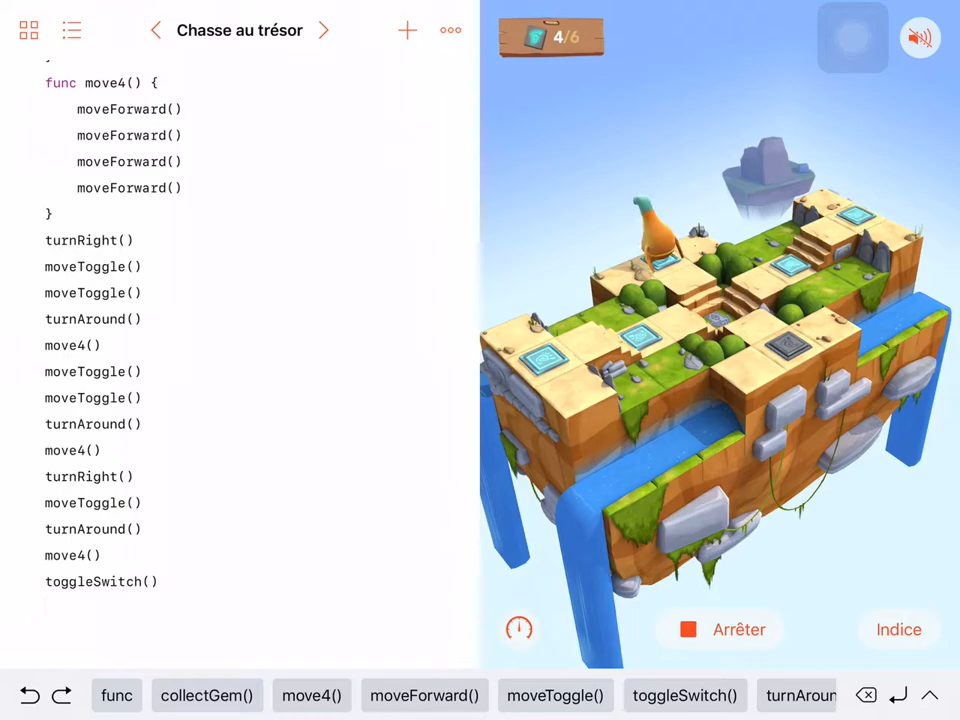 Chasse au trésor
4/6
}
func move4() {
moveForward()
moveForward()
moveForward()
moveForward()
}
turnRight()
moveToggle()
moveToggle()
turnAround()
move4()
moveToggle()
moveToggle()
turnAround()
move4()
turnRight()
moveToggle()
turnAround()
move4()
toggleSwitch()
Arrêter
Indice
func
collectGem()
move4()
moveForward()
moveToggle()
toggleSwitch()
turnAroun